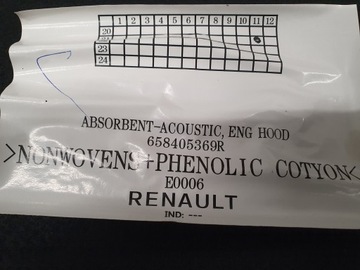 1 2 3 4 5 6 7 8 9 10 11 12
20
23
24
ABSORBENT-ACOUSTIC, ENG HOOD
658405369R
>NONWOVENS+PHENOLIC COTYON<
E0006
RENAULT
IND: ---